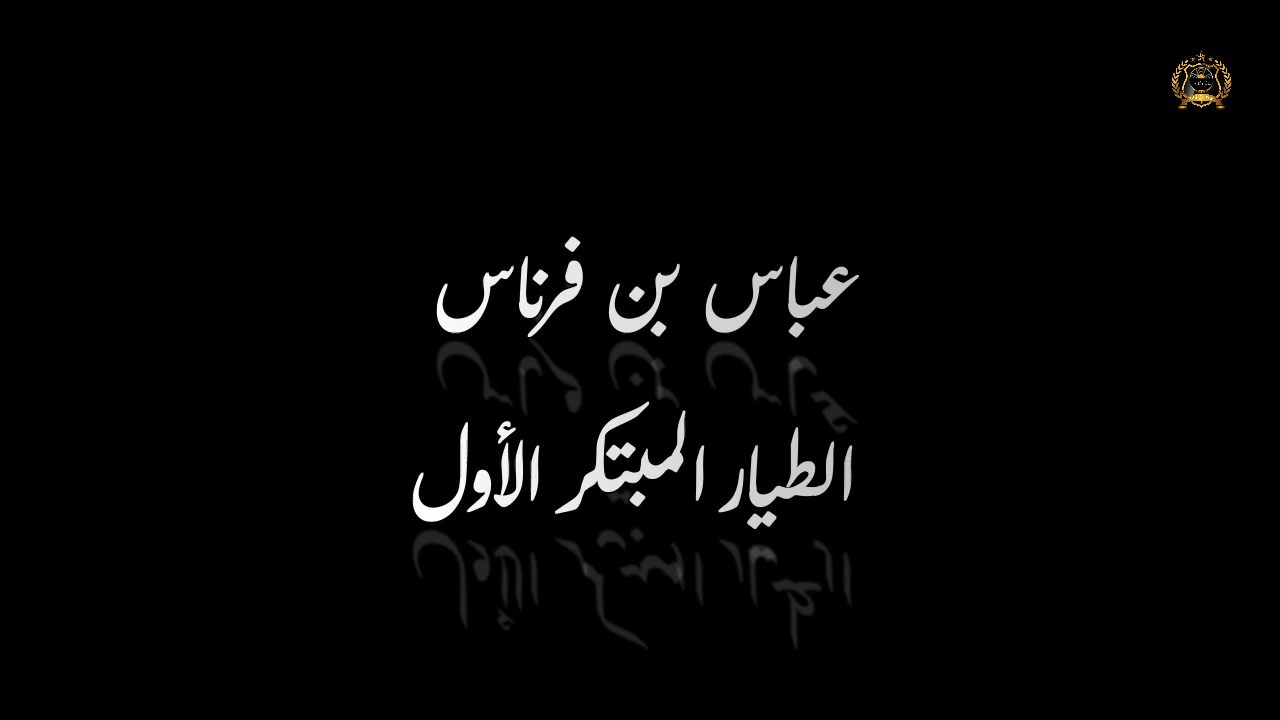 عباس بن فرناس
الطيار المبتكر الأول